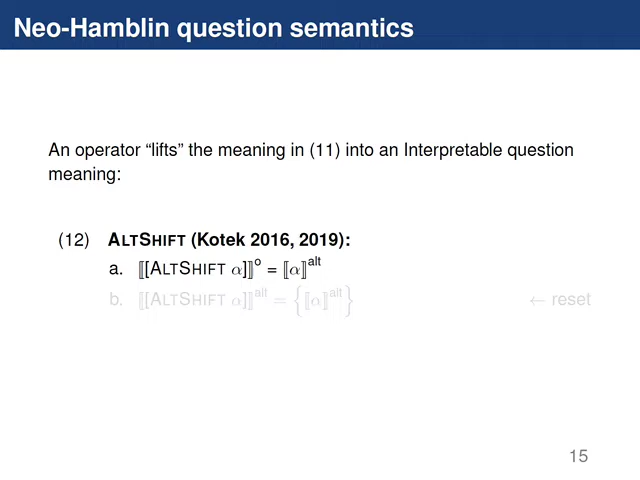 Neo-Hamblin question semantics
An operator “lifts” the meaning in (11) into an Interpretable question
meaning:
(12) ALTSHIFT (Kotek 2016, 2019):
a. ⟦[ALTSHIFT α]⟧o = ⟦α⟧alt
b. ⟦[ALTSHIFT α]⟧alt = {⟦α⟧alt} ← reset
15